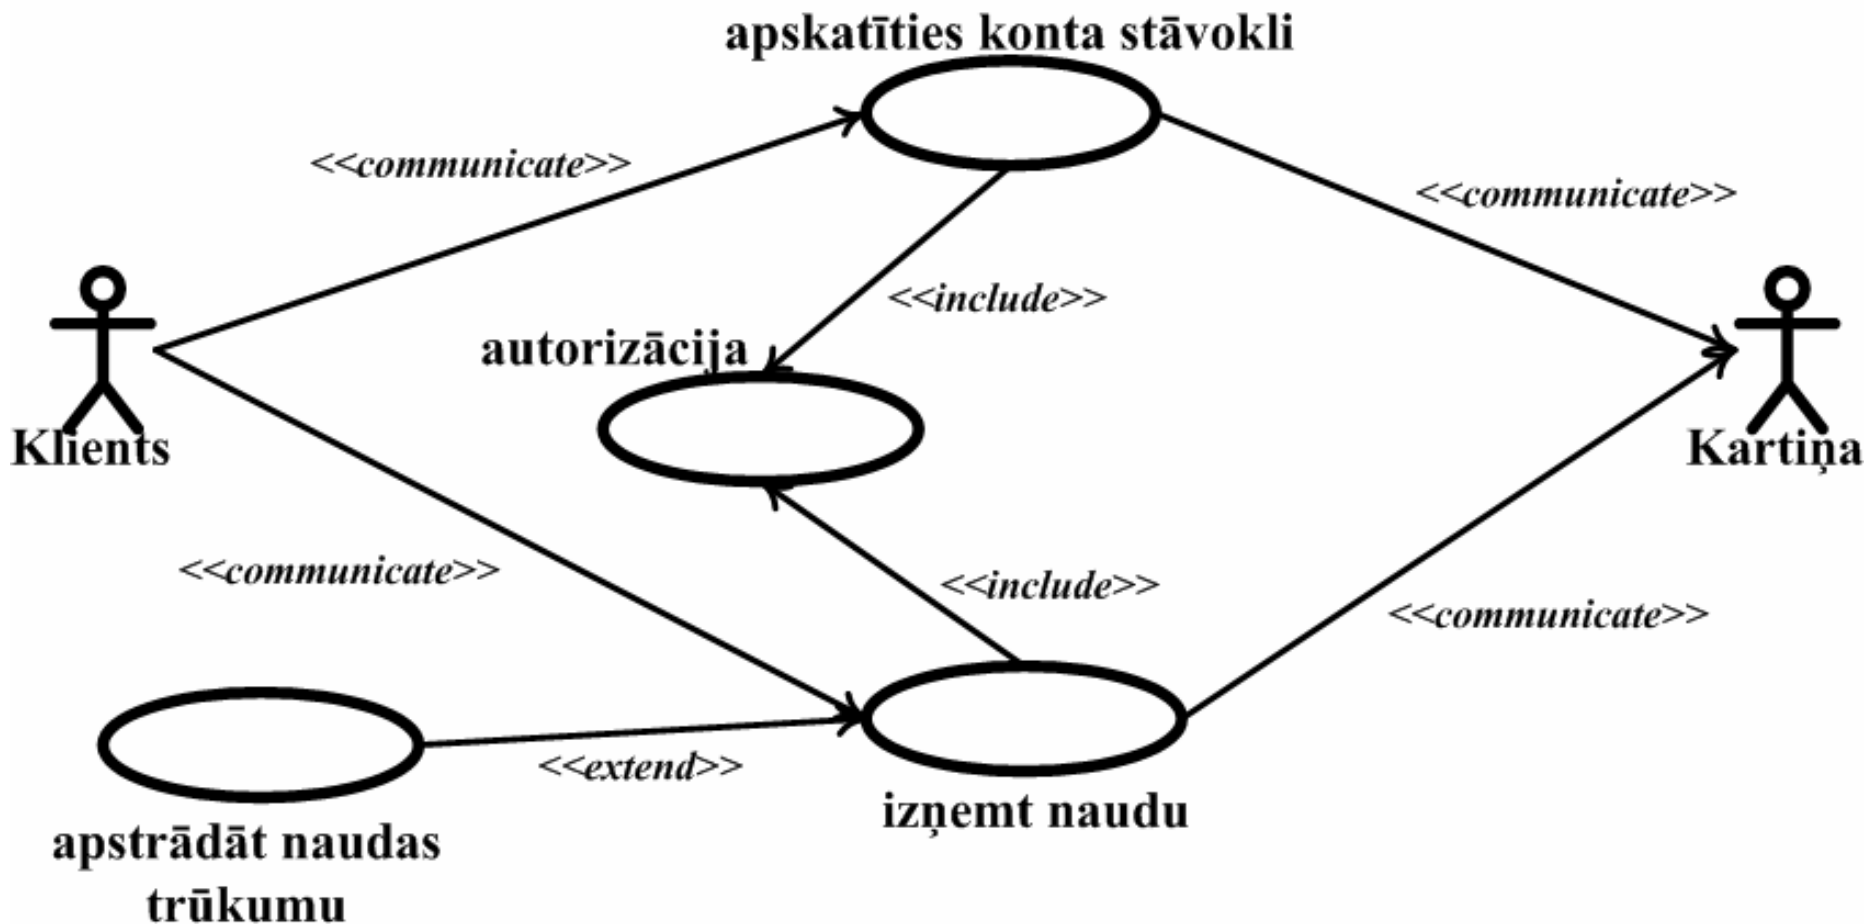 apskatīties konta stāvokli
<<communicate>>
<<communicate>>
<<include>>
autorizācija
Klients
Kartiņa
<<communicate>>
<<include>>
<<communicate>>
<<extend>>
izņemt naudu
apstrādāt naudas
trūkumu